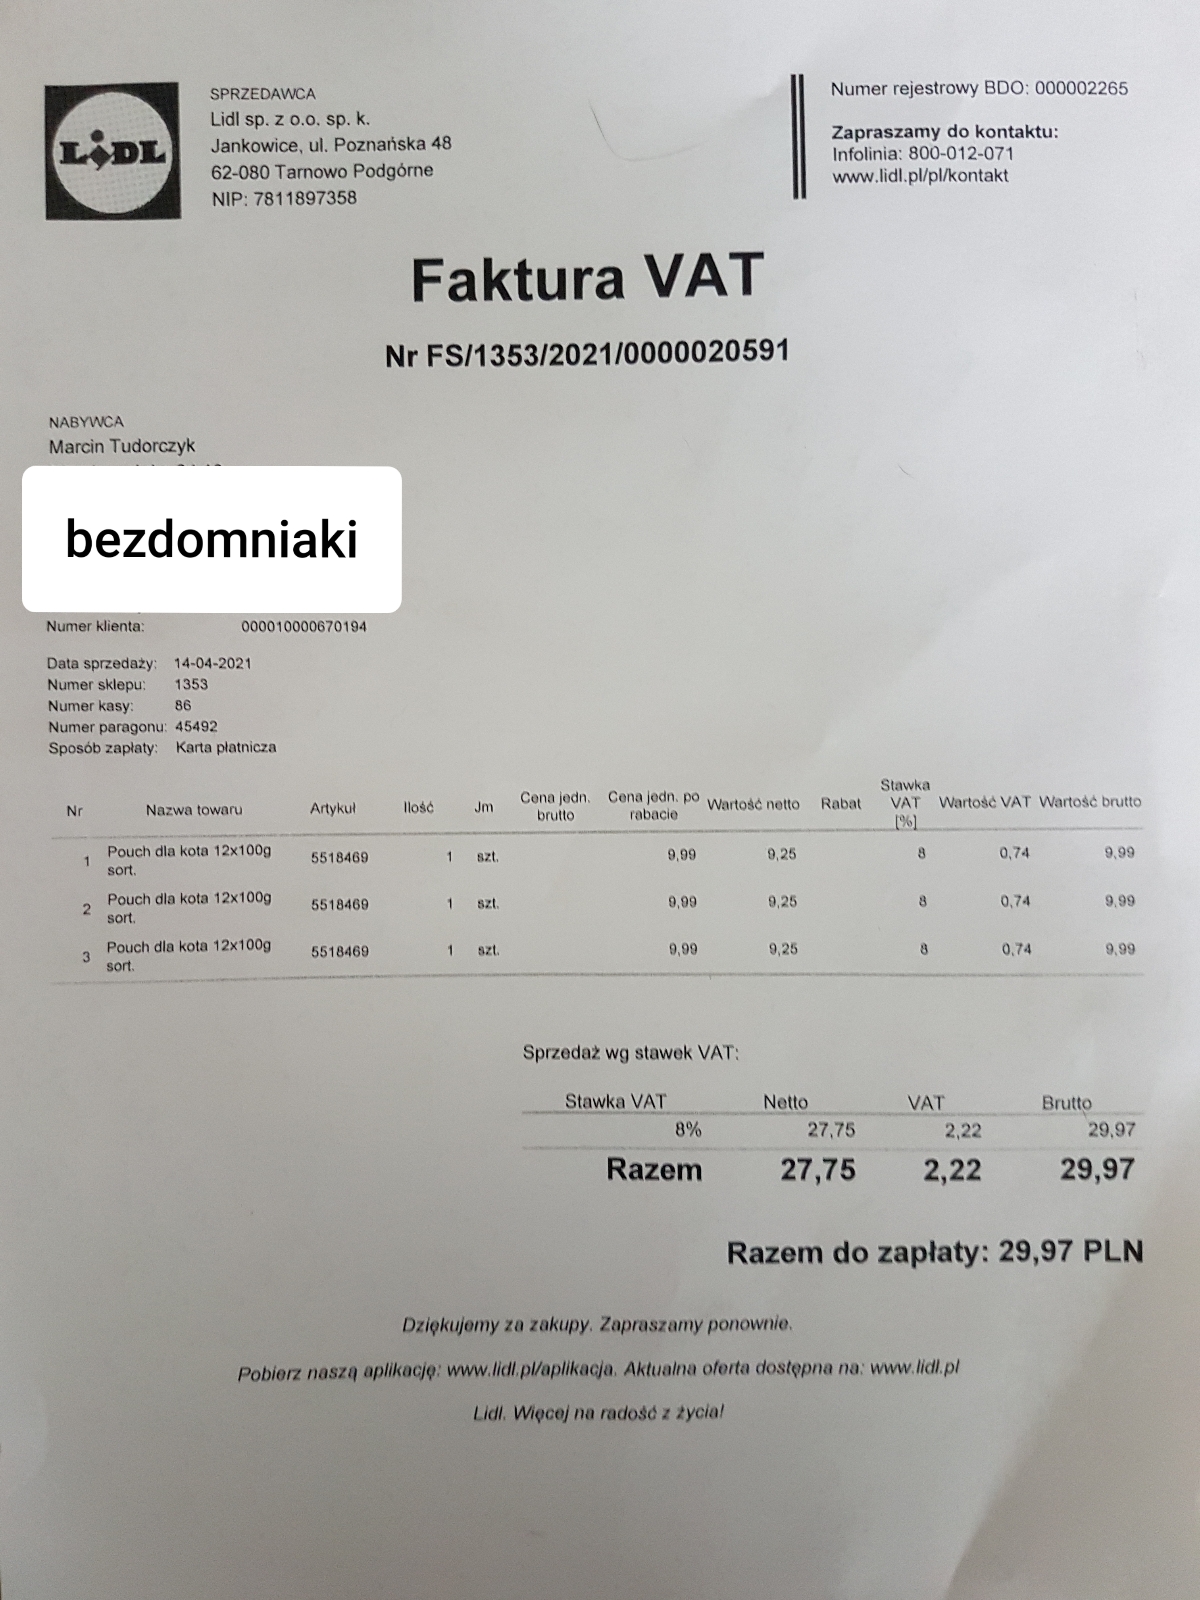 LiDL
SPRZEDAWCA
Lidl sp. z o.o. sp. k.
Jankowice, ul. Poznańska 48
62-080 Tarnowo Podgórne
NIP: 7811897358
Numer rejestrowy BDO: 000002265
Zapraszamy do kontaktu:
Infolinia: 800-012-071
www.lidl.pl/pl/kontakt
Faktura VAT
Nr FS/1353/2021/0000020591
NABYWCA
Marcin Tudorczyk
bezdomniaki
Numer klienta: 000010000670194
Data sprzedaży: 14-04-2021
Numer sklepu: 1353
Numer kasy: 86
Numer paragonu: 45492
Sposób zapłaty: Karta płatnicza
Nr Nazwa towaru Artykuł Ilość Jm Cena jedn. brutto Cena jedn. po rabacie Wartość netto Rabat Stawka VAT [%] Wartość VAT Wartość brutto
1 Pouch dla kota 12x100g sort. 5518469 1 szt. 9,99 9,25 8 0,74 9,99
2 Pouch dla kota 12x100g sort. 5518469 1 szt. 9,99 9,25 8 0,74 9,99
3 Pouch dla kota 12x100g sort. 5518469 1 szt. 9,99 9,25 8 0,74 9,99
Sprzedaż wg stawek VAT:
Stawka VAT Netto VAT Brutto
8% 27,75 2,22 29,97
Razem 27,75 2,22 29,97
Razem do zapłaty: 29,97 PLN
Dziękujemy za zakupy. Zapraszamy ponownie.
Pobierz naszą aplikację: www.lidl.pl/aplikacja. Aktualna oferta dostępna na: www.lidl.pl
Lidl. Więcej na radość z życia!